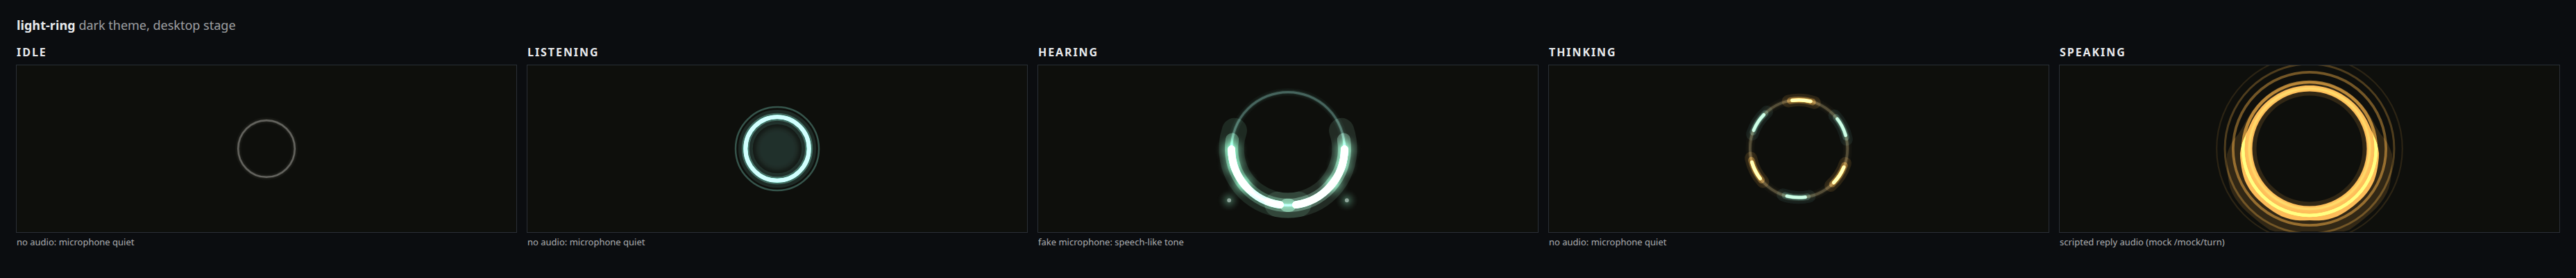 light-ring dark theme, desktop stage
IDLE
LISTENING
HEARING
THINKING
SPEAKING
no audio: microphone quiet
no audio: microphone quiet
fake microphone: speech-like tone
no audio: microphone quiet
scripted reply audio (mock /mock/turn)